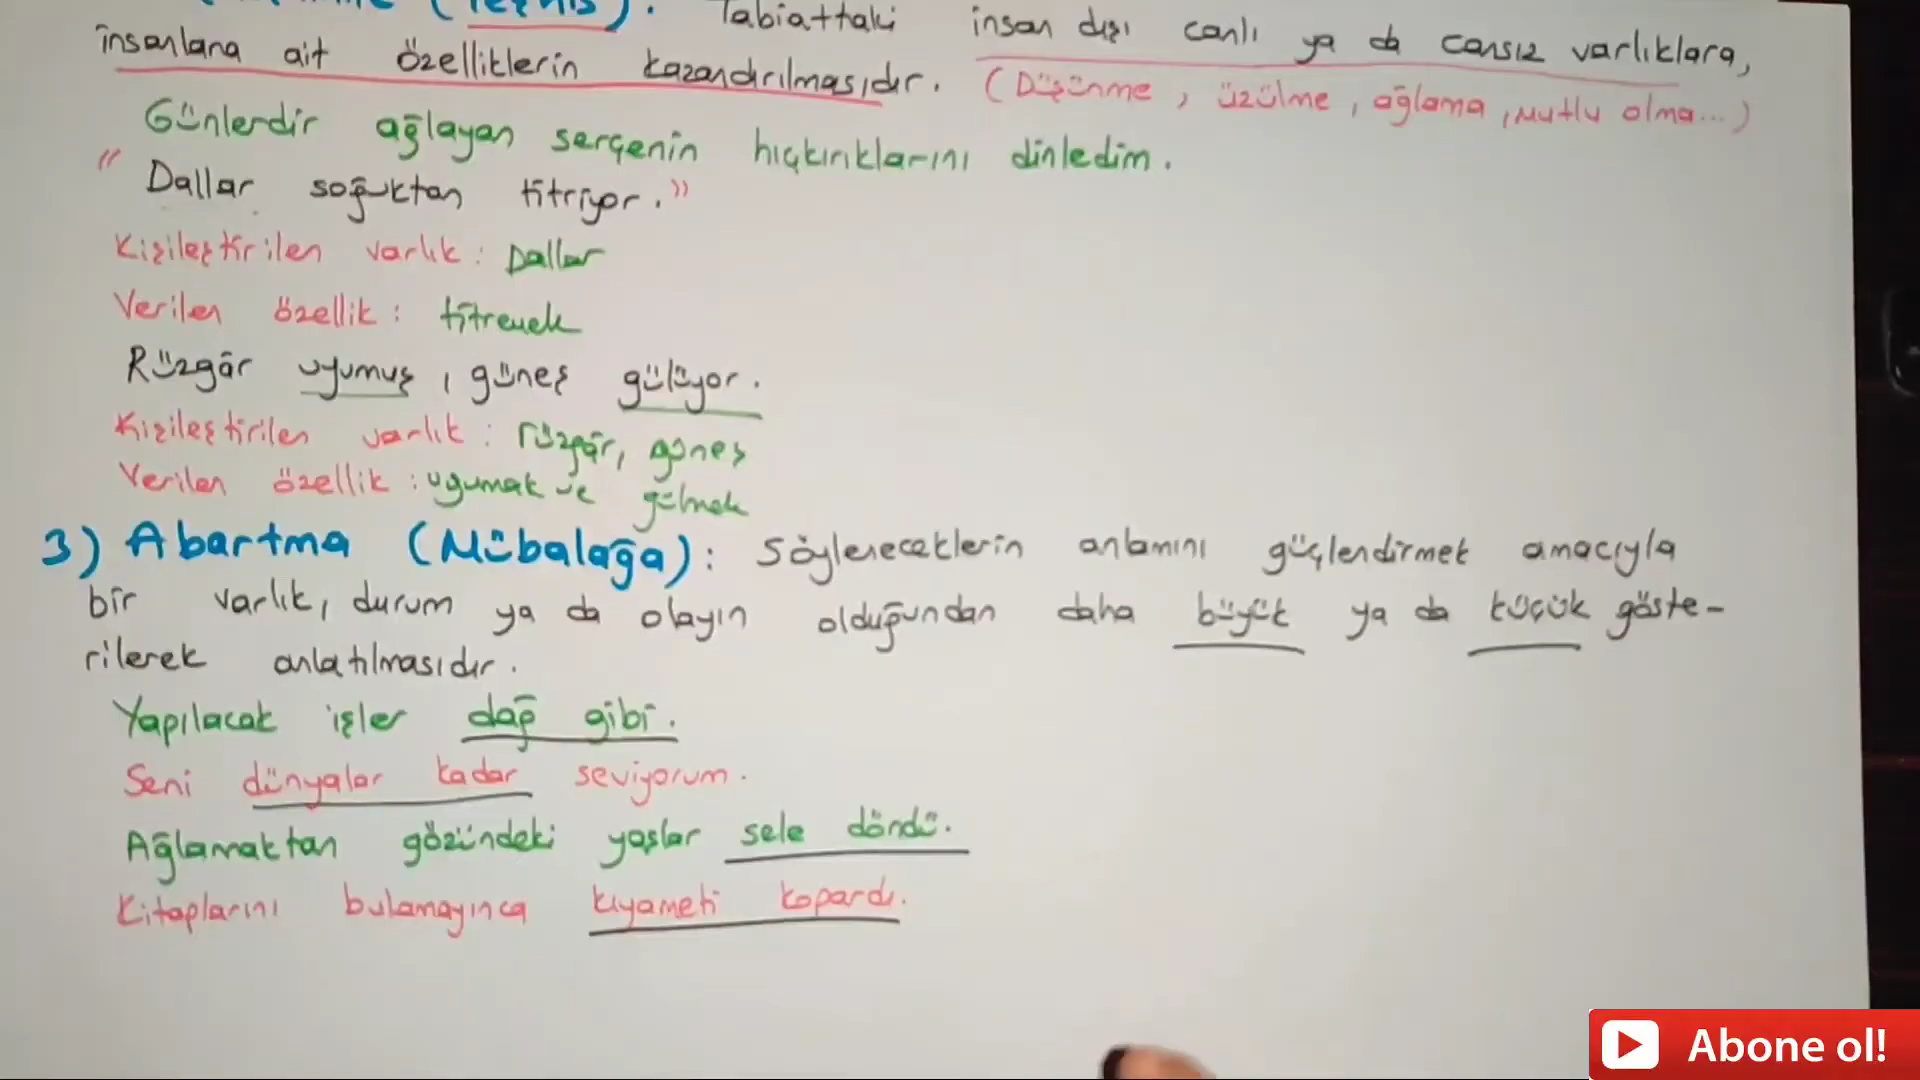 (Teşhis): Tabiattaki insan dışı canlı ya da cansız varlıklara,
insanlara ait özelliklerin kazandırılmasıdır. (Düşünme, üzülme, ağlama, mutlu olma...)
Günlerdir ağlayan serçenin hıçkırıklarını dinledim.
"Dallar soğuktan titriyor."
Kişileştirilen varlık: Dallar
Verilen özellik: titremek
Rüzgâr uyumuş, güneş gülüyor.
Kişileştirilen varlık: rüzgâr, güneş
Verilen özellik: uyumak ve gülmek
3) Abartma (Mübalağa): Söyleneceklerin anlamını güçlendirmek amacıyla
bir varlık, durum ya da olayın olduğundan daha büyük ya da küçük göste-
rilerek anlatılmasıdır.
Yapılacak işler dağ gibi.
Seni dünyalar kadar seviyorum.
Ağlamaktan gözündeki yaşlar sele döndü.
Kitaplarını bulamayınca kıyameti kopardı.
Abone ol!